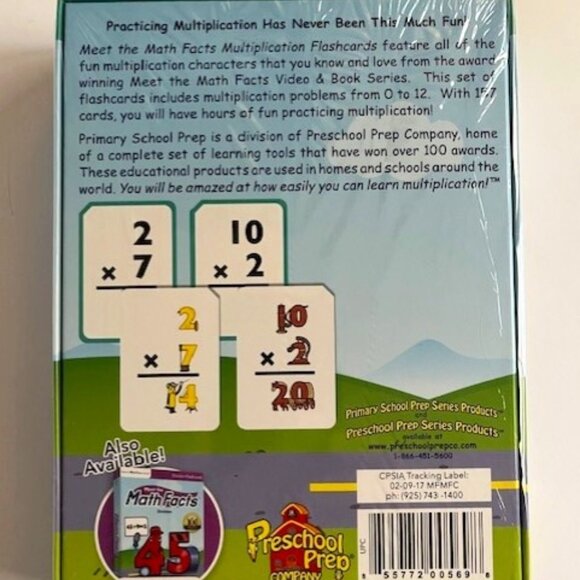 Practicing Multiplication Has Never Been This Much Fun!
Meet the Math Facts Multiplication Flashcards feature all of the
fun multiplication characters that you know and love from the award
winning Meet the Math Facts Video & Book Series. This set of
flashcards includes multiplication problems from 0 to 12. With 157
cards, you will have hours of fun practicing multiplication!
Primary School Prep is a division of Preschool Prep Company, home
of a complete set of learning tools that have won over 100 awards.
These educational products are used in homes and schools around the
world. You will be amazed at how easily you can learn multiplication!™
2
× 7
10
× 2
2
× 7
14
10
× 2
20
Primary School Prep Series Products™
and
Preschool Prep Series Products™
available at
www.preschoolprepco.com
1-866-451-5600
Also
Available!
Math Facts
45
Preschool
Prep
COMPANY
CPSIA Tracking Label:
02-09-17 MFMFC
ph: (925) 743-1400
UPC
55772 00569